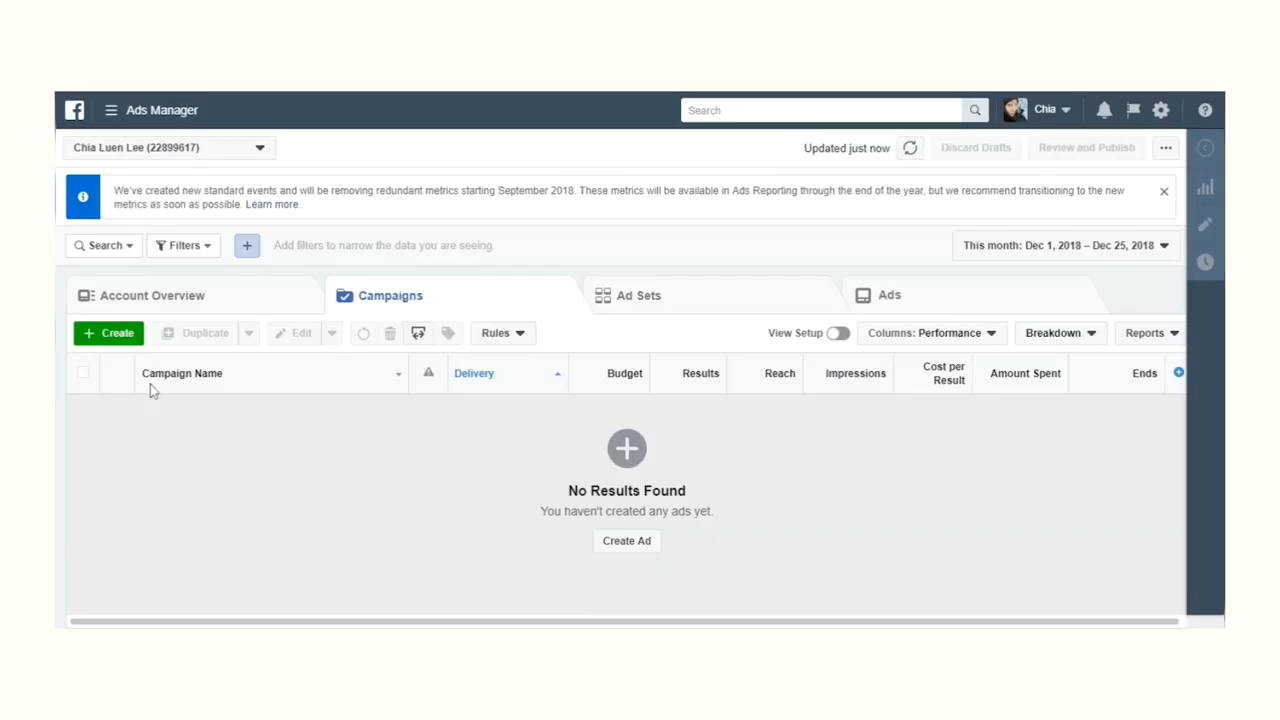 Ads Manager
Search
Chia
Chia Luen Lee (22899617)
Updated just now
Discard Drafts
Review and Publish
We've created new standard events and will be removing redundant metrics starting September 2018. These metrics will be available in Ads Reporting through the end of the year, but we recommend transitioning to the new
metrics as soon as possible. Learn more.
Search
Filters
Add filters to narrow the data you are seeing.
This month: Dec 1, 2018 – Dec 25, 2018
Account Overview
Campaigns
Ad Sets
Ads
+ Create
Duplicate
Edit
Rules
View Setup
Columns: Performance
Breakdown
Reports
Campaign Name
Delivery
Budget
Results
Reach
Impressions
Cost per
Result
Amount Spent
Ends
No Results Found
You haven't created any ads yet.
Create Ad